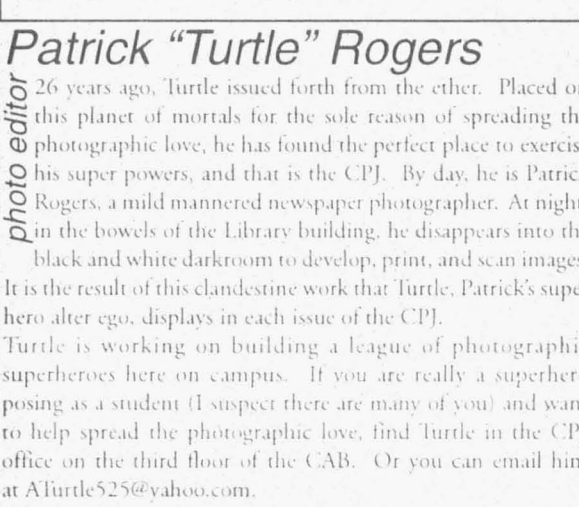 Patrick “Turtle” Rogers
photo editor
26 years ago, Turtle issued forth from the ether. Placed o
this planet of mortals for the sole reason of spreading th
photographic love, he has found the perfect place to exercis
his super powers, and that is the CPJ. By day, he is Patric
Rogers, a mild mannered newspaper photographer. At night
in the bowels of the Library building, he disappears into th
black and white darkroom to develop, print, and scan images
It is the result of this clandestine work that Turtle, Patrick's supe
hero alter ego, displays in each issue of the CPJ.
Turtle is working on building a league of photographi
superheroes here on campus. If you are really a superher
posing as a student (I suspect there are many of you) and wan
to help spread the photographic love, find Turtle in the CP
office on the third floor of the CAB. Or you can email him
at ATurtle525@yahoo.com.